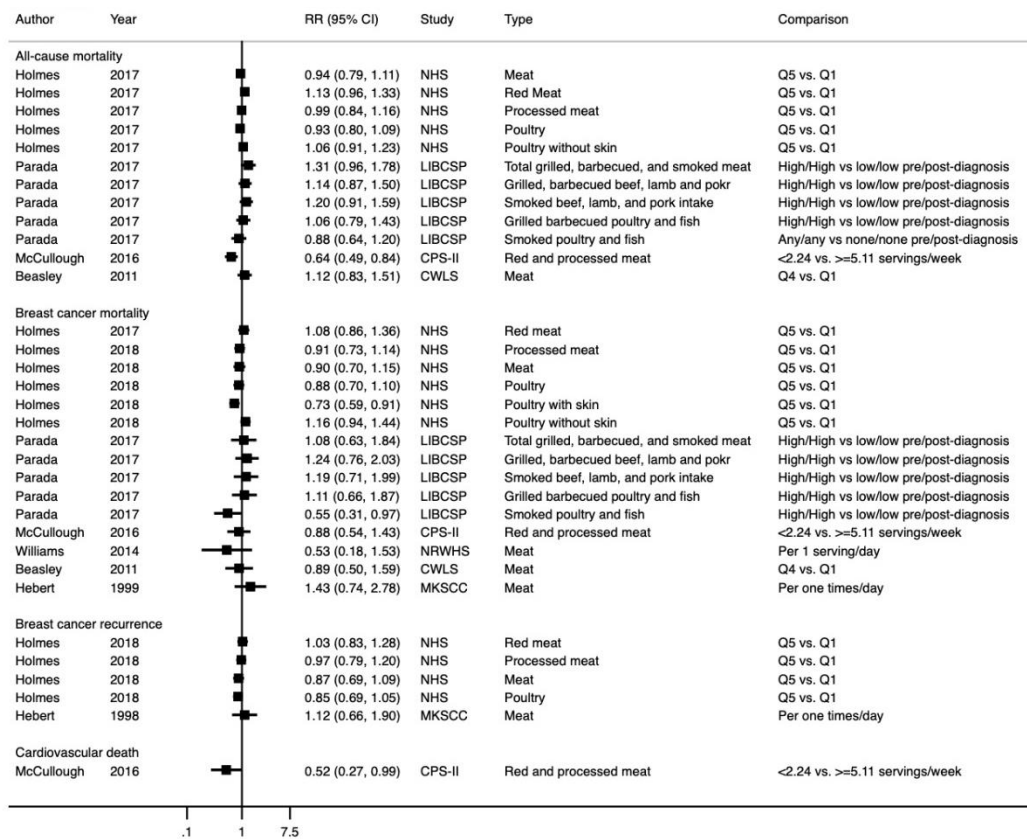 Author Year RR (95% CI) Study Type Comparison
All-cause mortality
Holmes 2017 0.94 (0.79, 1.11) NHS Meat Q5 vs. Q1
Holmes 2017 1.13 (0.96, 1.33) NHS Red Meat Q5 vs. Q1
Holmes 2017 0.99 (0.84, 1.16) NHS Processed meat Q5 vs. Q1
Holmes 2017 0.93 (0.80, 1.09) NHS Poultry Q5 vs. Q1
Holmes 2017 1.06 (0.91, 1.23) NHS Poultry without skin Q5 vs. Q1
Parada 2017 1.31 (0.96, 1.78) LIBCSP Total grilled, barbecued, and smoked meat High/High vs low/low pre/post-diagnosis
Parada 2017 1.14 (0.87, 1.50) LIBCSP Grilled, barbecued beef, lamb and pokr High/High vs low/low pre/post-diagnosis
Parada 2017 1.20 (0.91, 1.59) LIBCSP Smoked beef, lamb, and pork intake High/High vs low/low pre/post-diagnosis
Parada 2017 1.06 (0.79, 1.43) LIBCSP Grilled barbecued poultry and fish High/High vs low/low pre/post-diagnosis
Parada 2017 0.88 (0.64, 1.20) LIBCSP Smoked poultry and fish Any/any vs none/none pre/post-diagnosis
McCullough 2016 0.64 (0.49, 0.84) CPS-II Red and processed meat <2.24 vs. >=5.11 servings/week
Beasley 2011 1.12 (0.83, 1.51) CWLS Meat Q4 vs. Q1
Breast cancer mortality
Holmes 2017 1.08 (0.86, 1.36) NHS Red meat Q5 vs. Q1
Holmes 2018 0.91 (0.73, 1.14) NHS Processed meat Q5 vs. Q1
Holmes 2018 0.90 (0.70, 1.15) NHS Meat Q5 vs. Q1
Holmes 2018 0.88 (0.70, 1.10) NHS Poultry Q5 vs. Q1
Holmes 2018 0.73 (0.59, 0.91) NHS Poultry with skin Q5 vs. Q1
Holmes 2018 1.16 (0.94, 1.44) NHS Poultry without skin Q5 vs. Q1
Parada 2017 1.08 (0.63, 1.84) LIBCSP Total grilled, barbecued, and smoked meat High/High vs low/low pre/post-diagnosis
Parada 2017 1.24 (0.76, 2.03) LIBCSP Grilled, barbecued beef, lamb and pokr High/High vs low/low pre/post-diagnosis
Parada 2017 1.19 (0.71, 1.99) LIBCSP Smoked beef, lamb, and pork intake High/High vs low/low pre/post-diagnosis
Parada 2017 1.11 (0.66, 1.87) LIBCSP Grilled barbecued poultry and fish High/High vs low/low pre/post-diagnosis
Parada 2017 0.55 (0.31, 0.97) LIBCSP Smoked poultry and fish High/High vs low/low pre/post-diagnosis
McCullough 2016 0.88 (0.54, 1.43) CPS-II Red and processed meat <2.24 vs. >=5.11 servings/week
Williams 2014 0.53 (0.18, 1.53) NRWHS Meat Per 1 serving/day
Beasley 2011 0.89 (0.50, 1.59) CWLS Meat Q4 vs. Q1
Hebert 1999 1.43 (0.74, 2.78) MKSCC Meat Per one times/day
Breast cancer recurrence
Holmes 2018 1.03 (0.83, 1.28) NHS Red meat Q5 vs. Q1
Holmes 2018 0.97 (0.79, 1.20) NHS Processed meat Q5 vs. Q1
Holmes 2018 0.87 (0.69, 1.09) NHS Meat Q5 vs. Q1
Holmes 2018 0.85 (0.69, 1.05) NHS Poultry Q5 vs. Q1
Hebert 1998 1.12 (0.66, 1.90) MKSCC Meat Per one times/day
Cardiovascular death
McCullough 2016 0.52 (0.27, 0.99) CPS-II Red and processed meat <2.24 vs. >=5.11 servings/week
.1 1 7.5